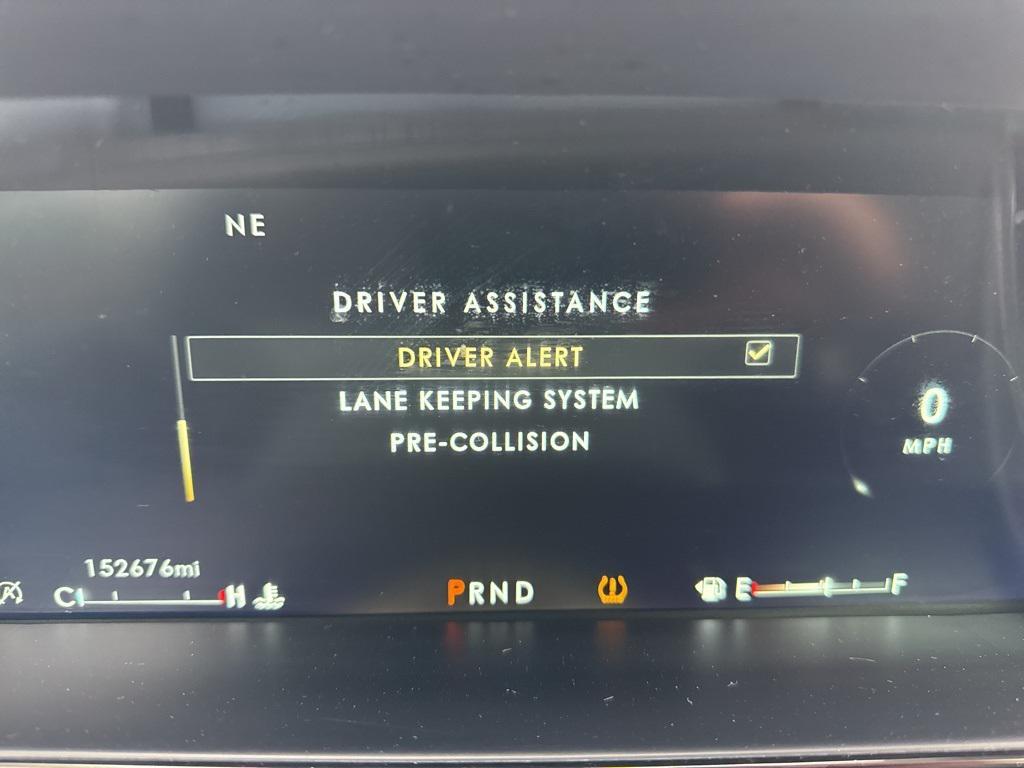 NE
DRIVER ASSISTANCE
DRIVER ALERT
LANE KEEPING SYSTEM
PRE-COLLISION
0
MPH
152676mi
C H
PRND
E F